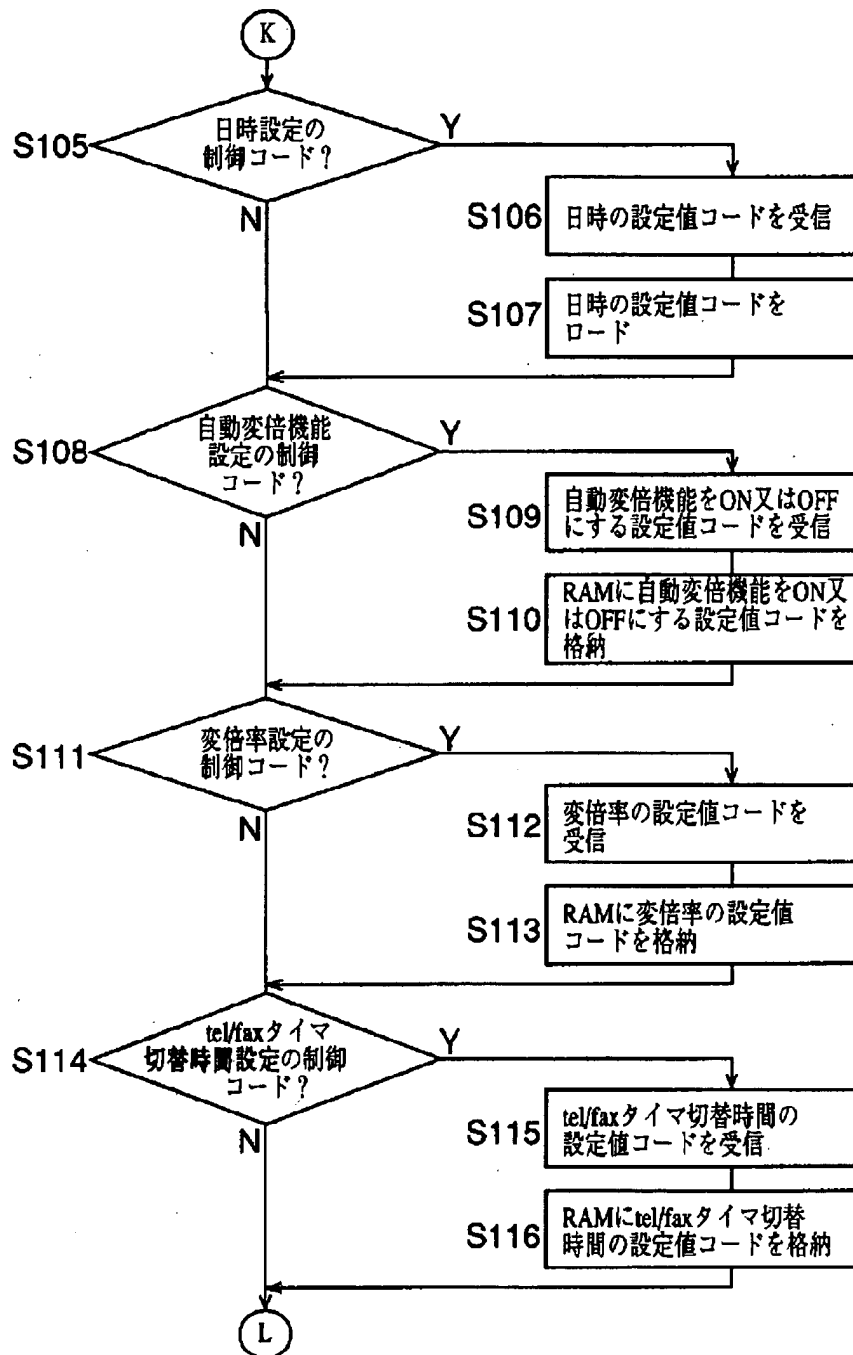 K
S105
日時設定の
制御コード？
Y
N
S106
日時の設定値コードを受信
S107
日時の設定値コードを
ロード
S108
自動変倍機能
設定の制御
コード？
Y
N
S109
自動変倍機能をON又はOFF
にする設定値コードを受信
S110
RAMに自動変倍機能をON又
はOFFにする設定値コードを
格納
S111
変倍率設定の
制御コード？
Y
N
S112
変倍率の設定値コードを
受信
S113
RAMに変倍率の設定値
コードを格納
S114
tel/faxタイマ
切替時間設定の制御
コード？
Y
N
S115
tel/faxタイマ切替時間の
設定値コードを受信
S116
RAMにtel/faxタイマ切替
時間の設定値コードを格納
L